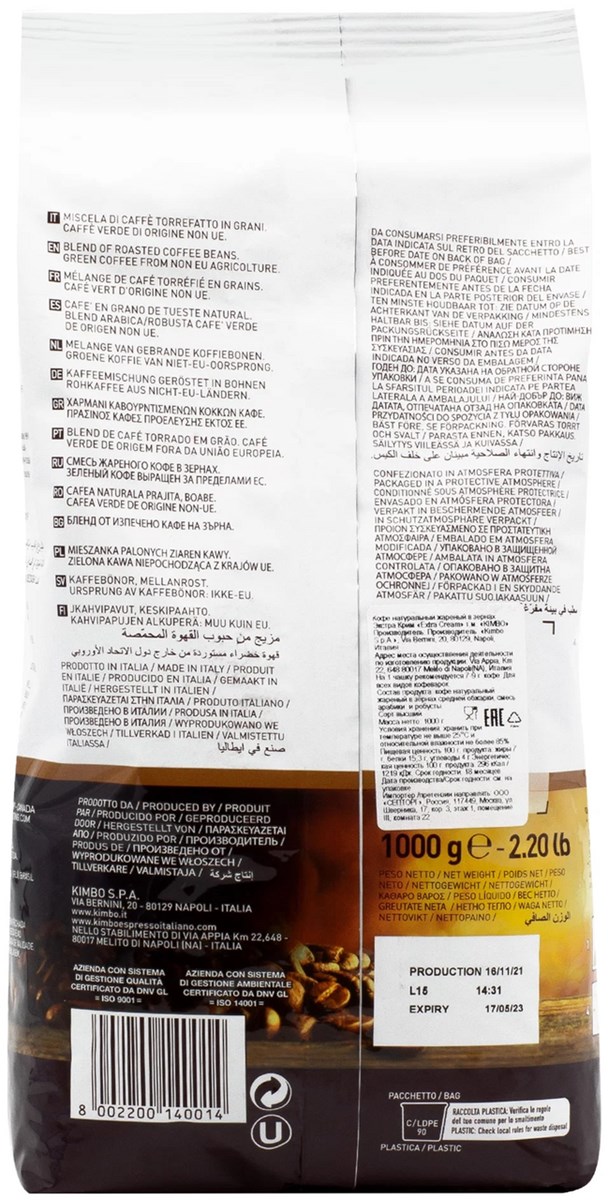 IT MISCELA DI CAFFÈ TORREFATTO IN GRANI.
CAFFÈ VERDE DI ORIGINE NON UE.
EN BLEND OF ROASTED COFFEE BEANS.
GREEN COFFEE FROM NON EU AGRICOLTURE.
FR MÉLANGE DE CAFÉ TORRÉFIÉ EN GRAINS.
CAFÉ VERT D'ORIGINE NON UE.
ES CAFE' EN GRANO DE TUESTE NATURAL.
BLEND ARABICA/ROBUSTA CAFE' VERDE
DE ORIGEN NON UE.
NL MELANGE VAN GEBRANDE KOFFIEBONEN.
GROENE KOFFIE VAN NIET-EU-OORSPRONG.
DE KAFFEEMISCHUNG GERÖSTET IN BOHNEN
ROHKAFFEE AUS NICHT-EU-LÄNDERN.
GR ΧΑΡΜΑΝΙ ΚΑΒΟΥΡΝΤΙΣΜΕΝΩΝ ΚΟΚΚΩΝ ΚΑΦΕ.
ΠΡΑΣΙΝΟΣ ΚΑΦΕΣ ΠΡΟΕΛΕΥΣΗΣ ΕΚΤΟΣ ΕΕ.
PT BLEND DE CAFÉ TORRADO EM GRÃO. CAFÉ
VERDE DE ORIGEM FORA DA UNIÃO EUROPEIA.
RU СМЕСЬ ЖАРЕНОГО КОФЕ В ЗЕРНАХ.
ЗЕЛЁНЫЙ КОФЕ ВЫРАЩЕН ЗА ПРЕДЕЛАМИ ЕС.
RO CAFEA NATURALA PRAJITA, BOABE.
CAFEA VERDE DE ORIGINE NON-UE.
BG БЛЕНД ОТ ИЗПЕЧЕНО КАФЕ НА ЗЪРНА.
PL MIESZANKA PALONYCH ZIAREN KAWY.
ZIELONA KAWA NIEPOCHODZĄCA Z KRAJÓW UE.
SV KAFFEBÖNOR, MELLANROST.
URSPRUNG AV KAFFEBÖNOR: IKKE-EU.
FI JKAHVIPAVUT, KESKIPAAHTO.
KAHVIPAPUJEN ALKUPERÄ: MUU KUIN EU.
مزيج من حبوب القهوة المحمّصة
قهوة خضراء مستوردة من خارج دول الاتحاد الأوروبي
PRODOTTO IN ITALIA / MADE IN ITALY / PRODUIT
EN ITALIE / PRODUCIDO EN ITALIA / GEMAAKT IN
ITALIË / HERGESTELLT IN ITALIEN /
ΠΑΡΑΣΚΕΥΑΖΕΤΑΙ ΣΤΗΝ ΙΤΑΛΙΑ / PRODUTO ITALIANO /
ПРОИЗВЕДЕНО В ИТАЛИИ / PRODUSA IN ITALIA /
ПРОИЗВЕДЕНО В ИТАЛИЯ / WYPRODUKOWANO WE
WŁOSZECH / TILLVERKAD I ITALIEN / VALMISTETTU
ITALIASSA /
صنع في ايطاليا
PRODOTTO DA / PRODUCED BY / PRODUIT
PAR / PRODUCIDO POR / GEPRODUCEERD
DOOR / HERGESTELLT VON / ΠΑΡΑΣΚΕΥΑΖΕΤΑΙ
ΑΠΟ / PRODUZIDO POR / ПРОИЗВОДИТЕЛЬ /
PRODUS DE / ПРОИЗВЕДЕНО ОТ /
WYPRODUKOWANE WE WŁOSZECH /
TILLVERKARE / VALMISTAJA / إنتاج شركة
KIMBO S.P.A.
VIA BERNINI, 20 - 80129 NAPOLI - ITALIA
www.kimbo.it
www.kimboespressoitaliano.com
NELLO STABILIMENTO DI VIA APPIA Km 22,648 -
80017 MELITO DI NAPOLI (NA) - ITALIA
AZIENDA CON SISTEMA
DI GESTIONE QUALITÀ
CERTIFICATO DA DNV GL
= ISO 9001 =
AZIENDA CON SISTEMA
DI GESTIONE AMBIENTALE
CERTIFICATO DA DNV GL
= ISO 14001 =
8 002200 140014
U
DA CONSUMARSI PREFERIBILMENTE ENTRO LA
DATA INDICATA SUL RETRO DEL SACCHETTO / BEST
BEFORE DATE ON BACK OF BAG /
À CONSOMMER DE PRÉFÉRENCE AVANT LA DATE
INDIQUÉE AU DOS DU PAQUET / CONSUMIR
PREFERENTEMENTE ANTES DE LA FECHA
INDICADA EN LA PARTE POSTERIOR DEL ENVASE /
TEN MINSTE HOUDBAAR TOT: ZIE DATUM OP DE
ACHTERKANT VAN DE VERPAKKING / MINDESTENS
HALTBAR BIS: SIEHE DATUM AUF DER
PACKUNGSRÜCKSEITE / ΑΝΑΛΩΣΗ ΚΑΤΑ ΠΡΟΤΙΜΗΣΗ
ΠΡΙΝ ΤΗΝ ΗΜΕΡΟΜΗΝΙΑ ΣΤΟ ΠΙΣΩ ΜΕΡΟΣ ΤΗΣ
ΣΥΣΚΕΥΑΣΙΑΣ / CONSUMIR ANTES DA DATA
INDICADA NO VERSO DA EMBALAGEM /
ГОДЕН ДО: ДАТА УКАЗАНА НА ОБРАТНОЙ СТОРОНЕ
УПАКОВКИ / A SE CONSUMA DE PREFERINTA PANA
LA SFARSITUL PERIOADEI INDICATA PE PARTEA
LATERALA A AMBALAJULUI / НАЙ-ДОБЪР ДО: ВИЖ
ДАТАТА, ОТПЕЧАТАНА ОТЗАД НА ОПАКОВКАТА / DATA
PRZYDATNOŚCI DO SPOŻYCIA Z TYŁU OPAKOWANIA /
BÄST FÖRE, SE FÖRPACKNING. FÖRVARAS TORRT
OCH SVALT / PARASTA ENNEN, KATSO PAKKAUS.
SÄILYTYS VIILEASSA JA KUIVASSA /
تاريخ الإنتاج وانتهاء الصلاحية مبينان على خلف الكيس.
CONFEZIONATO IN ATMOSFERA PROTETTIVA /
PACKAGED IN A PROTECTIVE ATMOSPHERE /
CONDITIONNÉ SOUS ATMOSPHÈRE PROTECTRICE /
ENVASADO EN ATMÓSFERA PROTECTORA /
VERPAKT IN BESCHERMENDE ATMOSFEER /
IN SCHUTZATMOSPHÄRE VERPACKT /
ΠΡΟΙΟΝ ΣΥΣΚΕΥΑΣΜΕΝΟ ΣΕ ΠΡΟΣΤΑΤΕΥΤΙΚΗ
ΑΤΜΟΣΦΑΙΡΑ / EMBALADO EM ATMOSFERA
MODIFICADA / УПАКОВАНО В ЗАЩИЩЕННОЙ
АТМОСФЕРЕ / AMBALATA IN ATMOSFERA
CONTROLATA / ОПАКОВАНО В ЗАЩИТНА
АТМОСФЕРА / PAKOWANO W ATMOSFERZE
OCHRONNEJ / FÖRPACKAD I EN SKYDDANDE
ATMOSFÄR / PAKATTU SUOJAKAASUUN /
Кофе натуральный жареный в зернах
Экстра Крим «Extra Cream» т.м. «KIMBO»
Производитель: Производитель: «Kimbo
S.p.A.», Via Bernini, 20, 80129, Napoli,
Италия
Адрес места осуществления деятельности
по изготовлению продукции: Via Appia, Km
22, 648 80017 Melito di Napoli(NA), Италия
На 1 чашку рекомендуется 7-9 г кофе. Для
всех видов кофеварок
Состав продукта: кофе натуральный
жареный в зёрнах средней обжарки, смесь
арабики и робусты
Сорт высший
Масса нетто: 1000 г
Условия хранения: хранить при
температуре не выше 25°C и
относительной влажности не более 85%
Пищевая ценность 100 г. продукта: жиры 7
г, белки 15,3 г, углеводы 4 г. Энергетичес
кая ценность 100 г. продукта: 296 кКал /
1219 кДж. Срок годности: 18 месяцев
Дата производства/Срок годности: см. на
упаковке
Импортер /претензии направлять: ООО
«СЕПТОРГ», Россия, 117449, Москва, ул.
Шверника, 17, кор. 3, этаж 1, помещение
III, комната 22
EAC
1000 g e - 2.20 lb
PESO NETTO / NET WEIGHT / POIDS NET / PESO
NETO / NETTOGEWICHT / NETTOGEWICHT /
ΚΑΘΑΡΟ ΒΑΡΟΣ / PESO LÍQUIDO / ВЕС НЕТТО /
GREUTATE NETA / НЕТНО ТЕГЛО / WAGA NETTO /
NETTOVIKT / NETTOPAINO / الوزن الصافي
PRODUCTION 16/11/21
L15 14:31
EXPIRY 17/05/23
PACCHETTO / BAG
C/LDPE
90
RACCOLTA PLASTICA: Verifica le regole
del tuo comune per lo smaltimento
PLASTIC: Check local rules for waste disposal
PLASTICA / PLASTIC